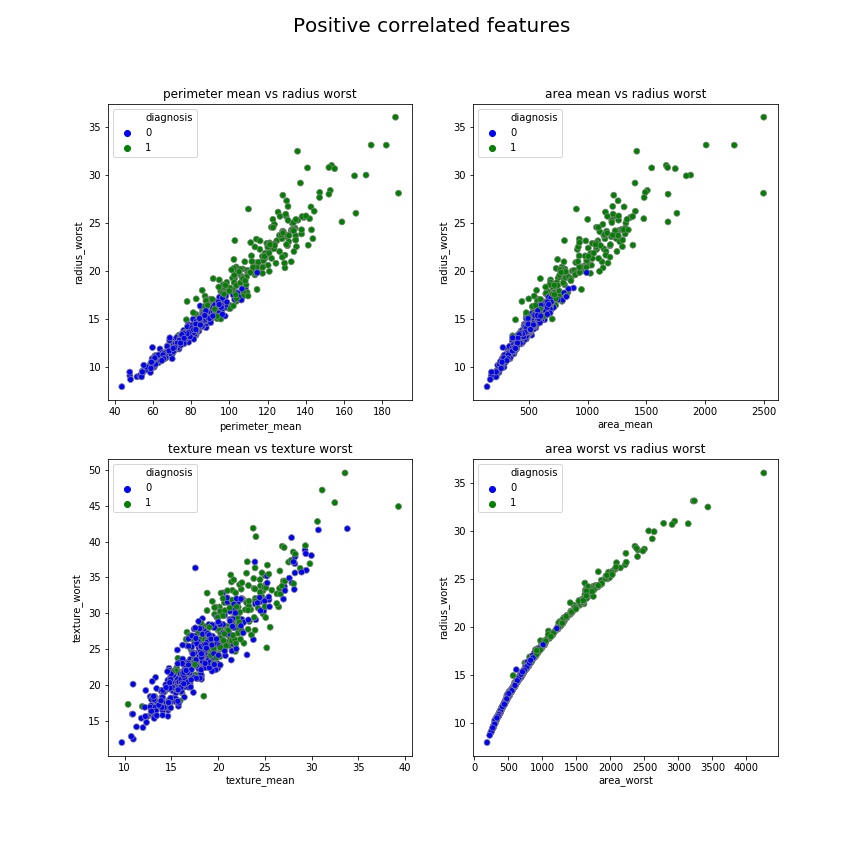 Positive correlated features
perimeter mean vs radius worst
diagnosis
0
1
radius_worst
35
30
25
20
15
10
40 60 80 100 120 140 160 180
perimeter_mean
area mean vs radius worst
diagnosis
0
1
radius_worst
35
30
25
20
15
10
500 1000 1500 2000 2500
area_mean
texture mean vs texture worst
diagnosis
0
1
texture_worst
50
45
40
35
30
25
20
15
10 15 20 25 30 35 40
texture_mean
area worst vs radius worst
diagnosis
0
1
radius_worst
35
30
25
20
15
10
0 500 1000 1500 2000 2500 3000 3500 4000
area_worst